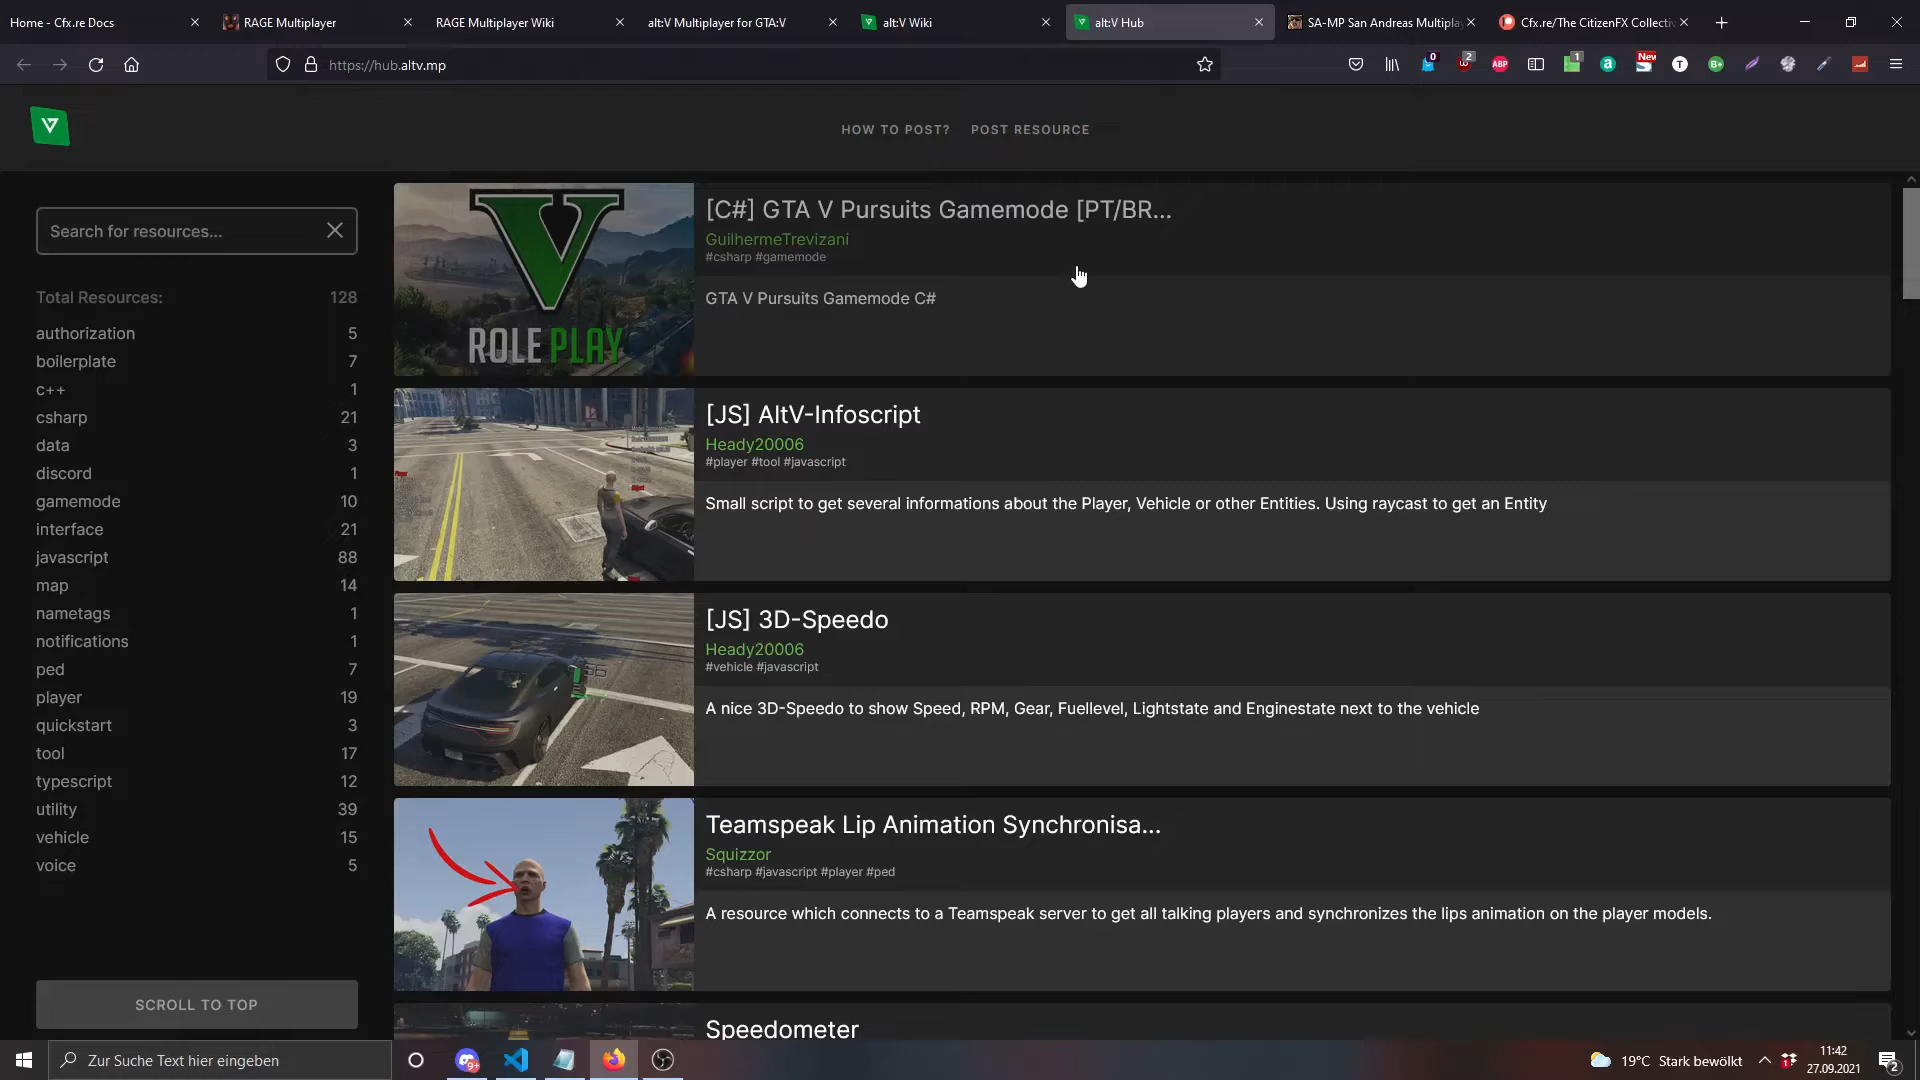 Home - Cfx.re Docs
RAGE Multiplayer
RAGE Multiplayer Wiki
alt:V Multiplayer for GTA:V
alt:V Wiki
alt:V Hub
SA-MP San Andreas Multipla
Cfx.re/The CitizenFX Collectiv
https://hub.altv.mp
0
2
ABP
1
a
New
T
B+
HOW TO POST?
POST RESOURCE
Search for resources...
Total Resources: 128
authorization 5
boilerplate 7
c++ 1
csharp 21
data 3
discord 1
gamemode 10
interface 21
javascript 88
map 14
nametags 1
notifications 1
ped 7
player 19
quickstart 3
tool 17
typescript 12
utility 39
vehicle 15
voice 5
SCROLL TO TOP
V
ROLE PLAY
[C#] GTA V Pursuits Gamemode [PT/BR...
GuilhermeTrevizani
#csharp #gamemode
GTA V Pursuits Gamemode C#
[JS] AltV-Infoscript
Heady20006
#player #tool #javascript
Small script to get several informations about the Player, Vehicle or other Entities. Using raycast to get an Entity
[JS] 3D-Speedo
Heady20006
#vehicle #javascript
A nice 3D-Speedo to show Speed, RPM, Gear, Fuellevel, Lightstate and Enginestate next to the vehicle
Teamspeak Lip Animation Synchronisa...
Squizzor
#csharp #javascript #player #ped
A resource which connects to a Teamspeak server to get all talking players and synchronizes the lips animation on the player models.
Speedometer
Zur Suche Text hier eingeben
9+
19°C Stark bewölkt
11:42
27.09.2021
2